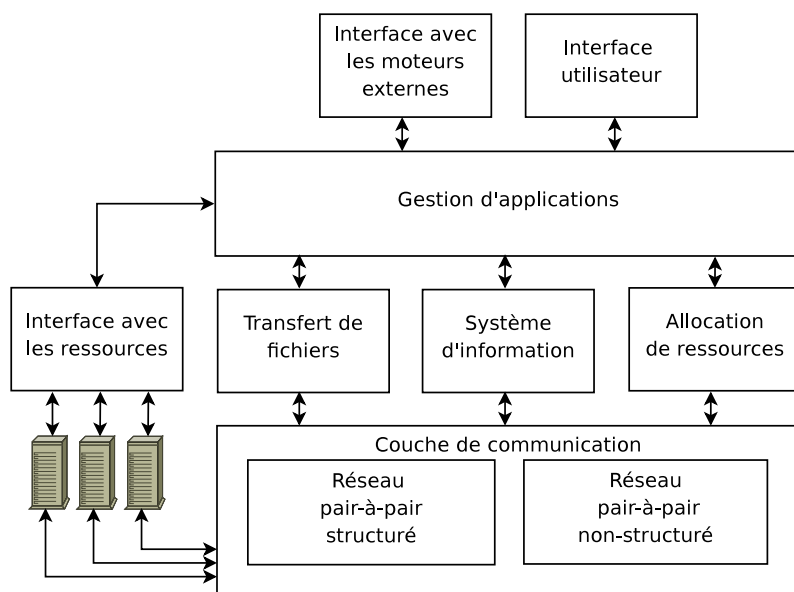 Interface avec
les moteurs
externes
Interface
utilisateur
Gestion d'applications
Interface avec
les ressources
Transfert de
fichiers
Système
d'information
Allocation
de ressources
Couche de communication
Réseau
pair-à-pair
structuré
Réseau
pair-à-pair
non-structuré